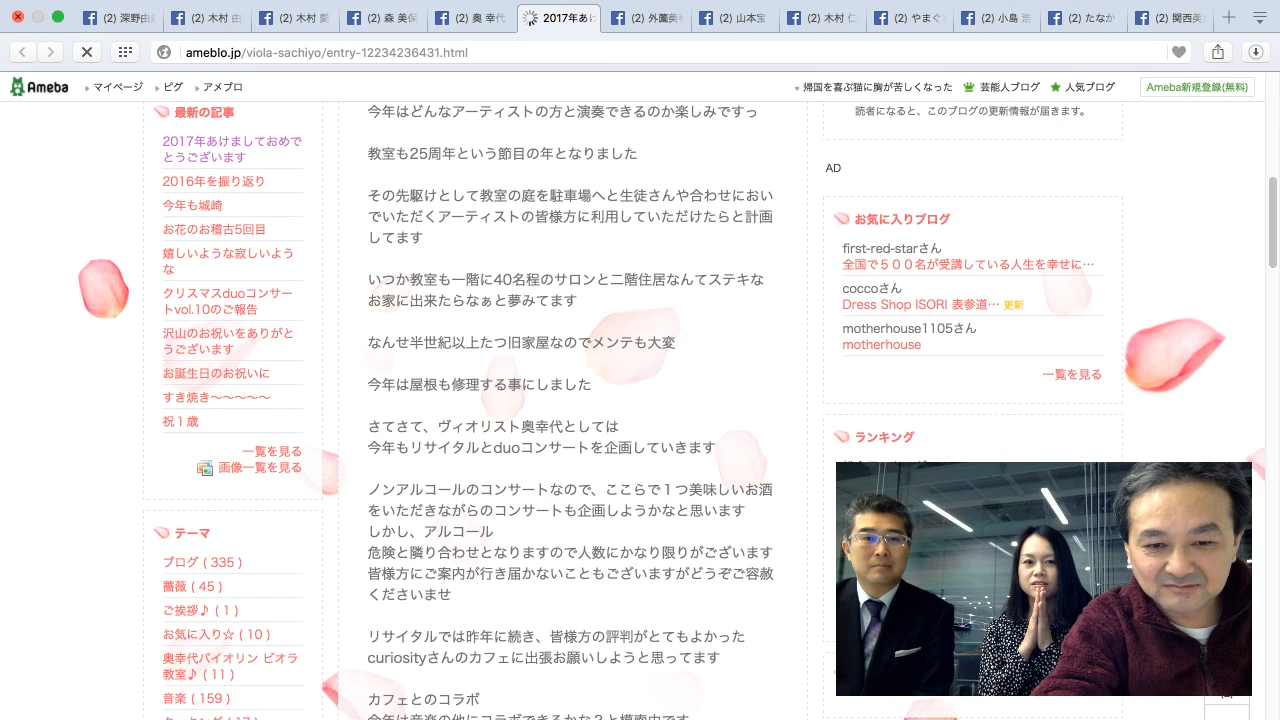 (2) 深野由
(2) 木村 由
(2) 木村 愛
(2) 森 美保
(2) 奥 幸代
2017年あけ
(2) 外薗美穂
(2) 山本宝
(2) 木村 仁
(2) やまぐち
(2) 小島 浩
(2) たなか
(2) 関西美
ameblo.jp/viola-sachiyo/entry-12234236431.html
Ameba
マイページ
ピグ
アメブロ
帰国を喜ぶ猫に胸が苦しくなった
芸能人ブログ
人気ブログ
Ameba新規登録(無料)
最新の記事
2017年あけましておめで
とうございます
2016年を振り返り
今年も城崎
お花のお稽古5回目
嬉しいような寂しいよう
な
クリスマスduoコンサー
トvol.10のご報告
沢山のお祝いをありがと
うございます
お誕生日のお祝いに
すき焼き〜〜〜〜〜
祝１歳
一覧を見る
画像一覧を見る
テーマ
ブログ ( 335 )
薔薇 ( 45 )
ご挨拶♪ ( 1 )
お気に入り☆ ( 10 )
奥幸代バイオリン ビオラ
教室♪ ( 11 )
音楽 ( 159 )
今年はどんなアーティストの方と演奏できるのか楽しみですっ
教室も25周年という節目の年となりました
その先駆けとして教室の庭を駐車場へと生徒さんや合わせにおい
でいただくアーティストの皆様方に利用していただけたらと計画
してます
いつか教室も一階に40名程のサロンと二階住居なんてステキな
お家に出来たらなぁと夢みてます
なんせ半世紀以上たつ旧家屋なのでメンテも大変
今年は屋根も修理する事にしました
さてさて、ヴィオリスト奥幸代としては
今年もリサイタルとduoコンサートを企画していきます
ノンアルコールのコンサートなので、ここらで１つ美味しいお酒
をいただきながらのコンサートも企画しようかなと思います
しかし、アルコール
危険と隣り合わせとなりますので人数にかなり限りがございます
皆様方にご案内が行き届かないこともございますがどうぞご容赦
くださいませ
リサイタルでは昨年に続き、皆様方の評判がとてもよかった
curiosityさんのカフェに出張お願いしようと思ってます
カフェとのコラボ
今年は音楽の他にコラボできるかな？と模索中です
読者になると、このブログの更新情報が届きます。
AD
お気に入りブログ
first-red-starさん
全国で５００名が受講している人生を幸せに…
coccoさん
Dress Shop ISORI 表参道… 更新
motherhouse1105さん
motherhouse
一覧を見る
ランキング